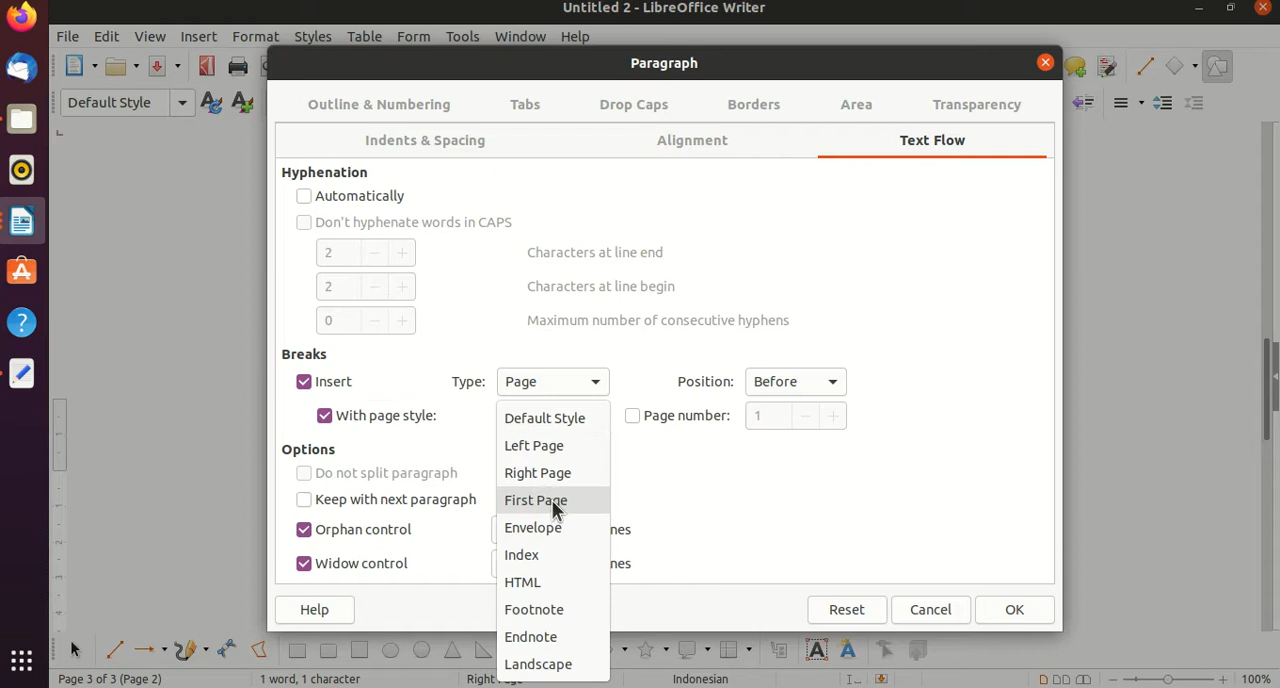 Untitled 2 - LibreOffice Writer
File Edit View Insert Format Styles Table Form Tools Window Help
Paragraph
Default Style
Outline & Numbering Tabs Drop Caps Borders Area Transparency
Indents & Spacing Alignment Text Flow
Hyphenation
Automatically
Don't hyphenate words in CAPS
2 Characters at line end
2 Characters at line begin
0 Maximum number of consecutive hyphens
Breaks
Insert Type: Page Position: Before
With page style: Page number: 1
Default Style
Left Page
Right Page
First Page
Envelope
Index
HTML
Footnote
Endnote
Landscape
Options
Do not split paragraph
Keep with next paragraph
Orphan control nes
Widow control nes
Help Reset Cancel OK
Page 3 of 3 (Page 2) 1 word, 1 character Indonesian 100%